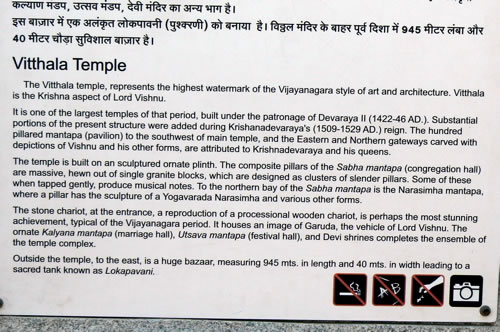 कल्याण मंडप, उत्सव मंडप, देवी मंदिर का अन्य भाग है।
इस बाज़ार में एक अलंकृत लोकपावनी (पुश्करणी) को बनाया है। विठ्ठल मंदिर के बाहर पूर्व दिशा में 945 मीटर लंबा और
40 मीटर चौड़ा सुविशाल बाज़ार है।
Vitthala Temple
The Vitthala temple, represents the highest watermark of the Vijayanagara style of art and architecture. Vitthala
is the Krishna aspect of Lord Vishnu.
It is one of the largest temples of that period, built under the patronage of Devaraya II (1422-46 AD.). Substantial
portions of the present structure were added during Krishanadevaraya's (1509-1529 AD.) reign. The hundred
pillared mantapa (pavilion) to the southwest of main temple, and the Eastern and Northern gateways carved with
depictions of Vishnu and his other forms, are attributed to Krishnadevaraya and his queens.
The temple is built on an sculptured ornate plinth. The composite pillars of the Sabha mantapa (congregation hall)
are massive, hewn out of single granite blocks, which are designed as clusters of slender pillars. Some of these
when tapped gently, produce musical notes. To the northern bay of the Sabha mantapa is the Narasimha mantapa,
where a pillar has the sculpture of a Yogavarada Narasimha and various other forms.
The stone chariot, at the entrance, a reproduction of a processional wooden chariot, is perhaps the most stunning
achievement, typical of the Vijayanagara period. It houses an image of Garuda, the vehicle of Lord Vishnu. The
ornate Kalyana mantapa (marriage hall), Utsava mantapa (festival hall), and Devi shrines completes the ensemble of
the temple complex.
Outside the temple, to the east, is a huge bazaar, measuring 945 mts. in length and 40 mts. in width leading to a
sacred tank known as Lokapavani.